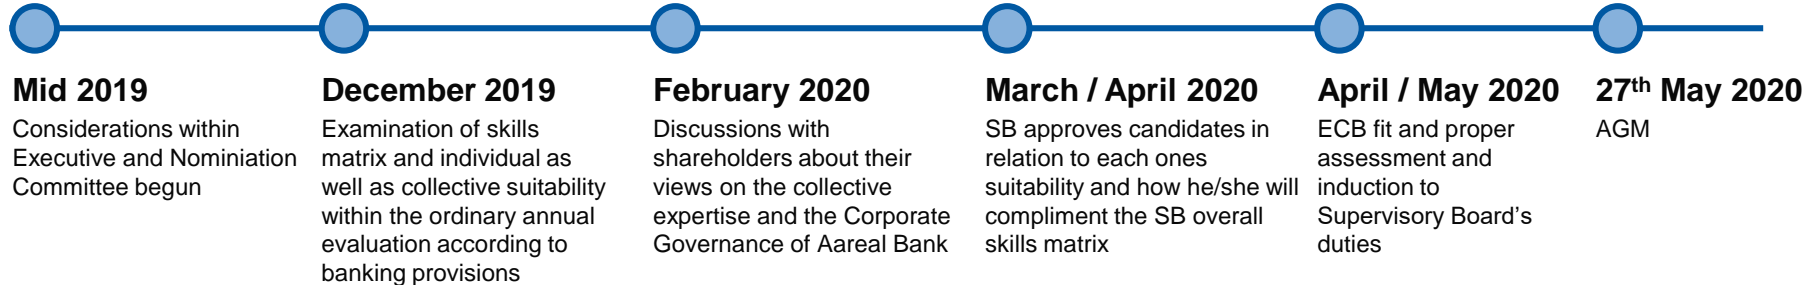 Mid 2019
Considerations within
Executive and Nominiation
Committee begun
December 2019
Examination of skills
matrix and individual as
well as collective suitability
within the ordinary annual
evaluation according to
banking provisions
February 2020
Discussions with
shareholders about their
views on the collective
expertise and the Corporate
Governance of Aareal Bank
March / April 2020
SB approves candidates in
relation to each ones
suitability and how he/she will
compliment the SB overall
skills matrix
April / May 2020
ECB fit and proper
assessment and
induction to
Supervisory Board’s
duties
27th May 2020
AGM